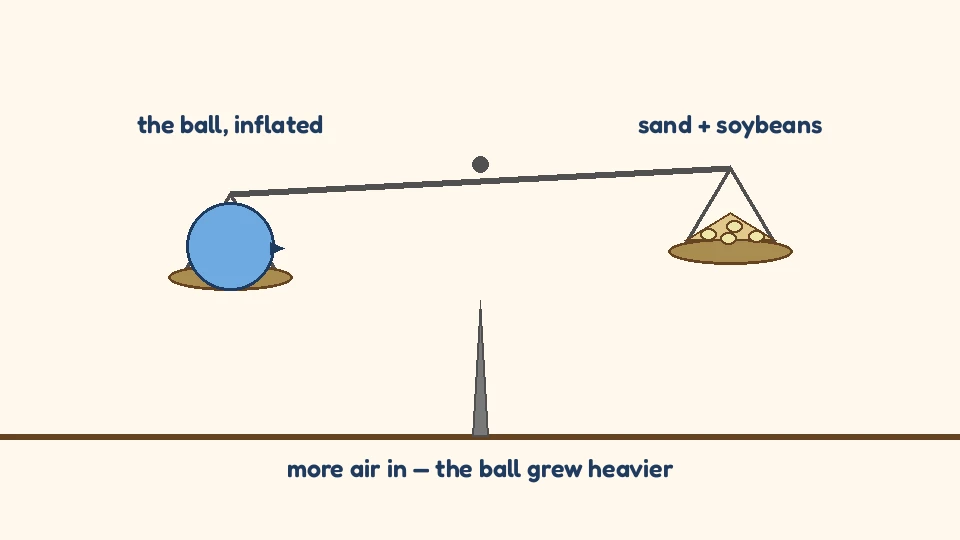 the ball, inflated
sand + soybeans
more air in — the ball grew heavier